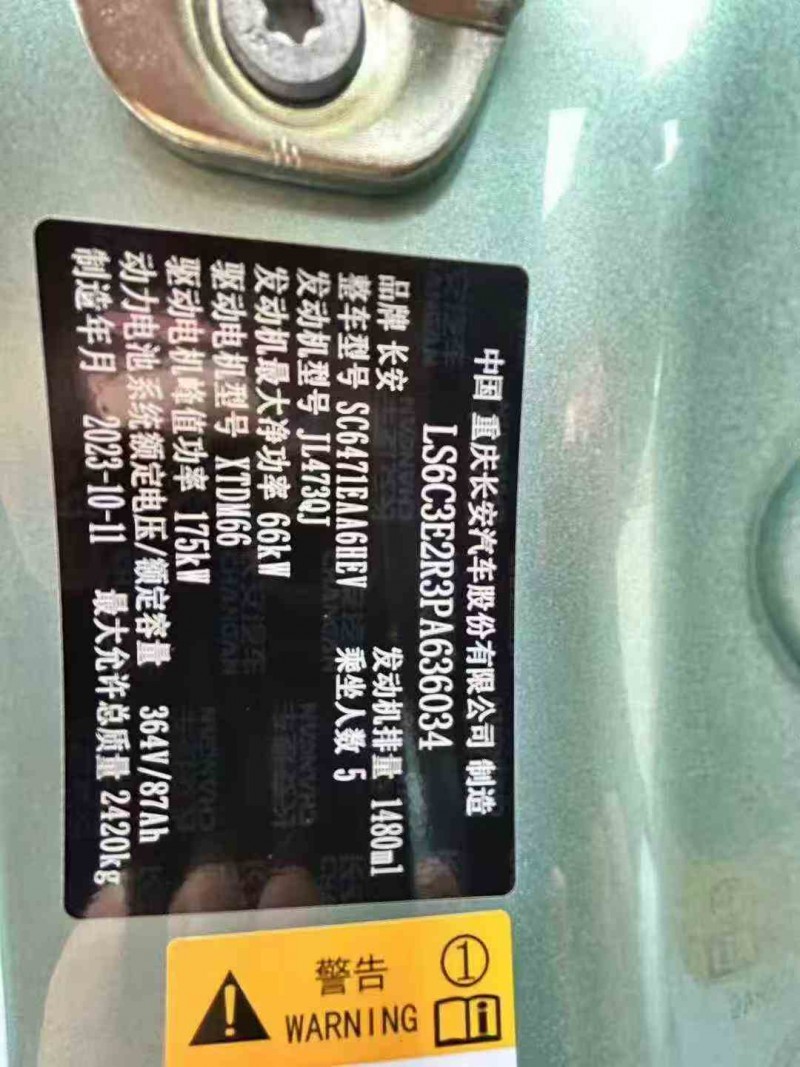 中国 重庆长安汽车股份有限公司 制造
LS6C3E2R3PA636034
品牌 长安 发动机排量 1480ml
整车型号 SC6471EAA6HEV 乘坐人数 5
发动机型号 JL473QJ
发动机最大净功率 66kW
驱动电机型号 XTDM66
驱动电机峰值功率 175kW
动力电池系统额定电压/额定容量 364V/87Ah
制造年月 2023-10-11 最大允许总质量 2420kg
警告 ①
WARNING